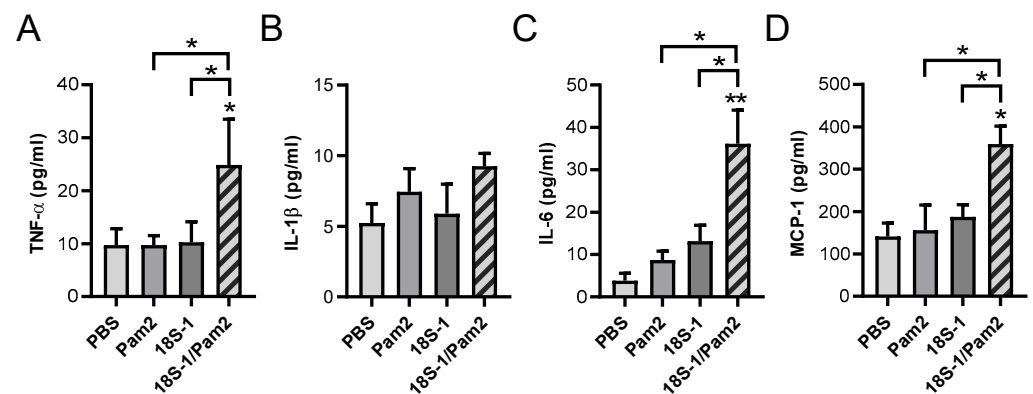 A
B
C
D
TNF-α (pg/ml)
40
30
20
10
0
*
*
*
PBS
Pam2
18S-1
18S-1/Pam2
IL-1β (pg/ml)
15
10
5
0
PBS
Pam2
18S-1
18S-1/Pam2
IL-6 (pg/ml)
50
40
30
20
10
0
*
*
**
PBS
Pam2
18S-1
18S-1/Pam2
MCP-1 (pg/ml)
500
400
300
200
100
0
*
*
*
PBS
Pam2
18S-1
18S-1/Pam2